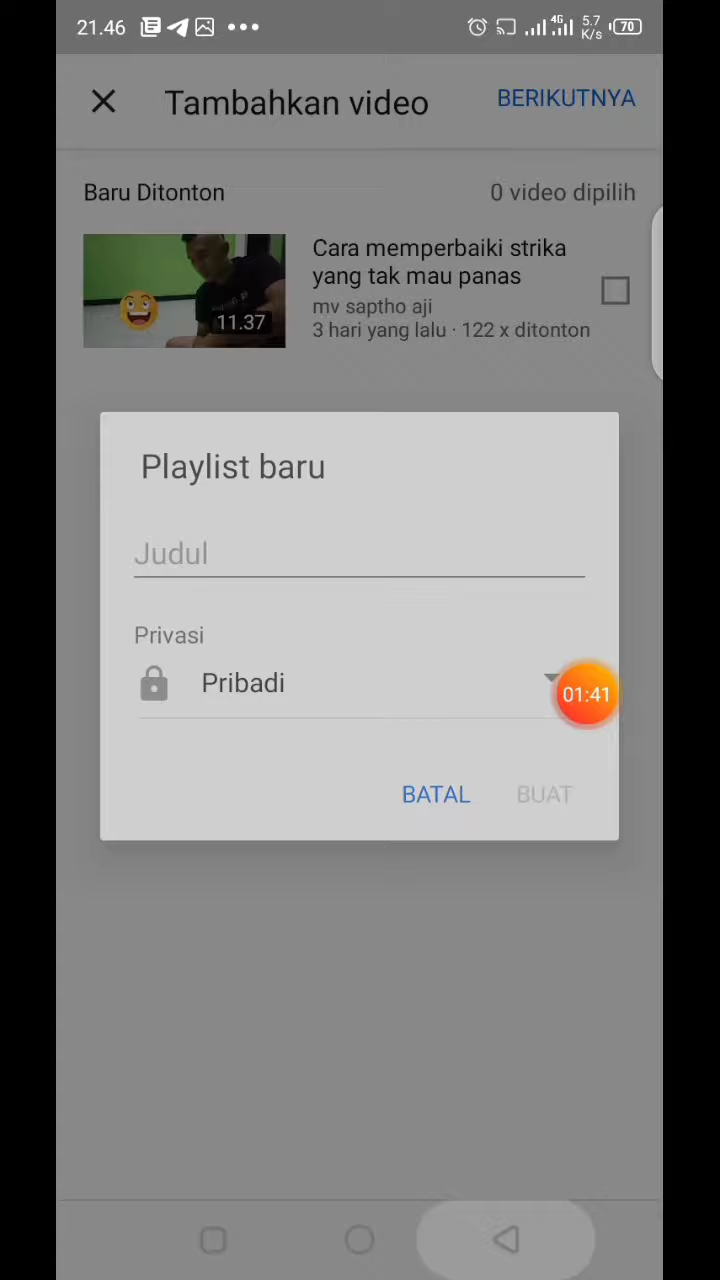 21.46
4G
5.7
K/s
70
Tambahkan video
BERIKUTNYA
Baru Ditonton
0 video dipilih
Cara memperbaiki strika
yang tak mau panas
mv saptho aji
3 hari yang lalu · 122 x ditonton
11.37
Playlist baru
Judul
Privasi
Pribadi
01:41
BATAL
BUAT